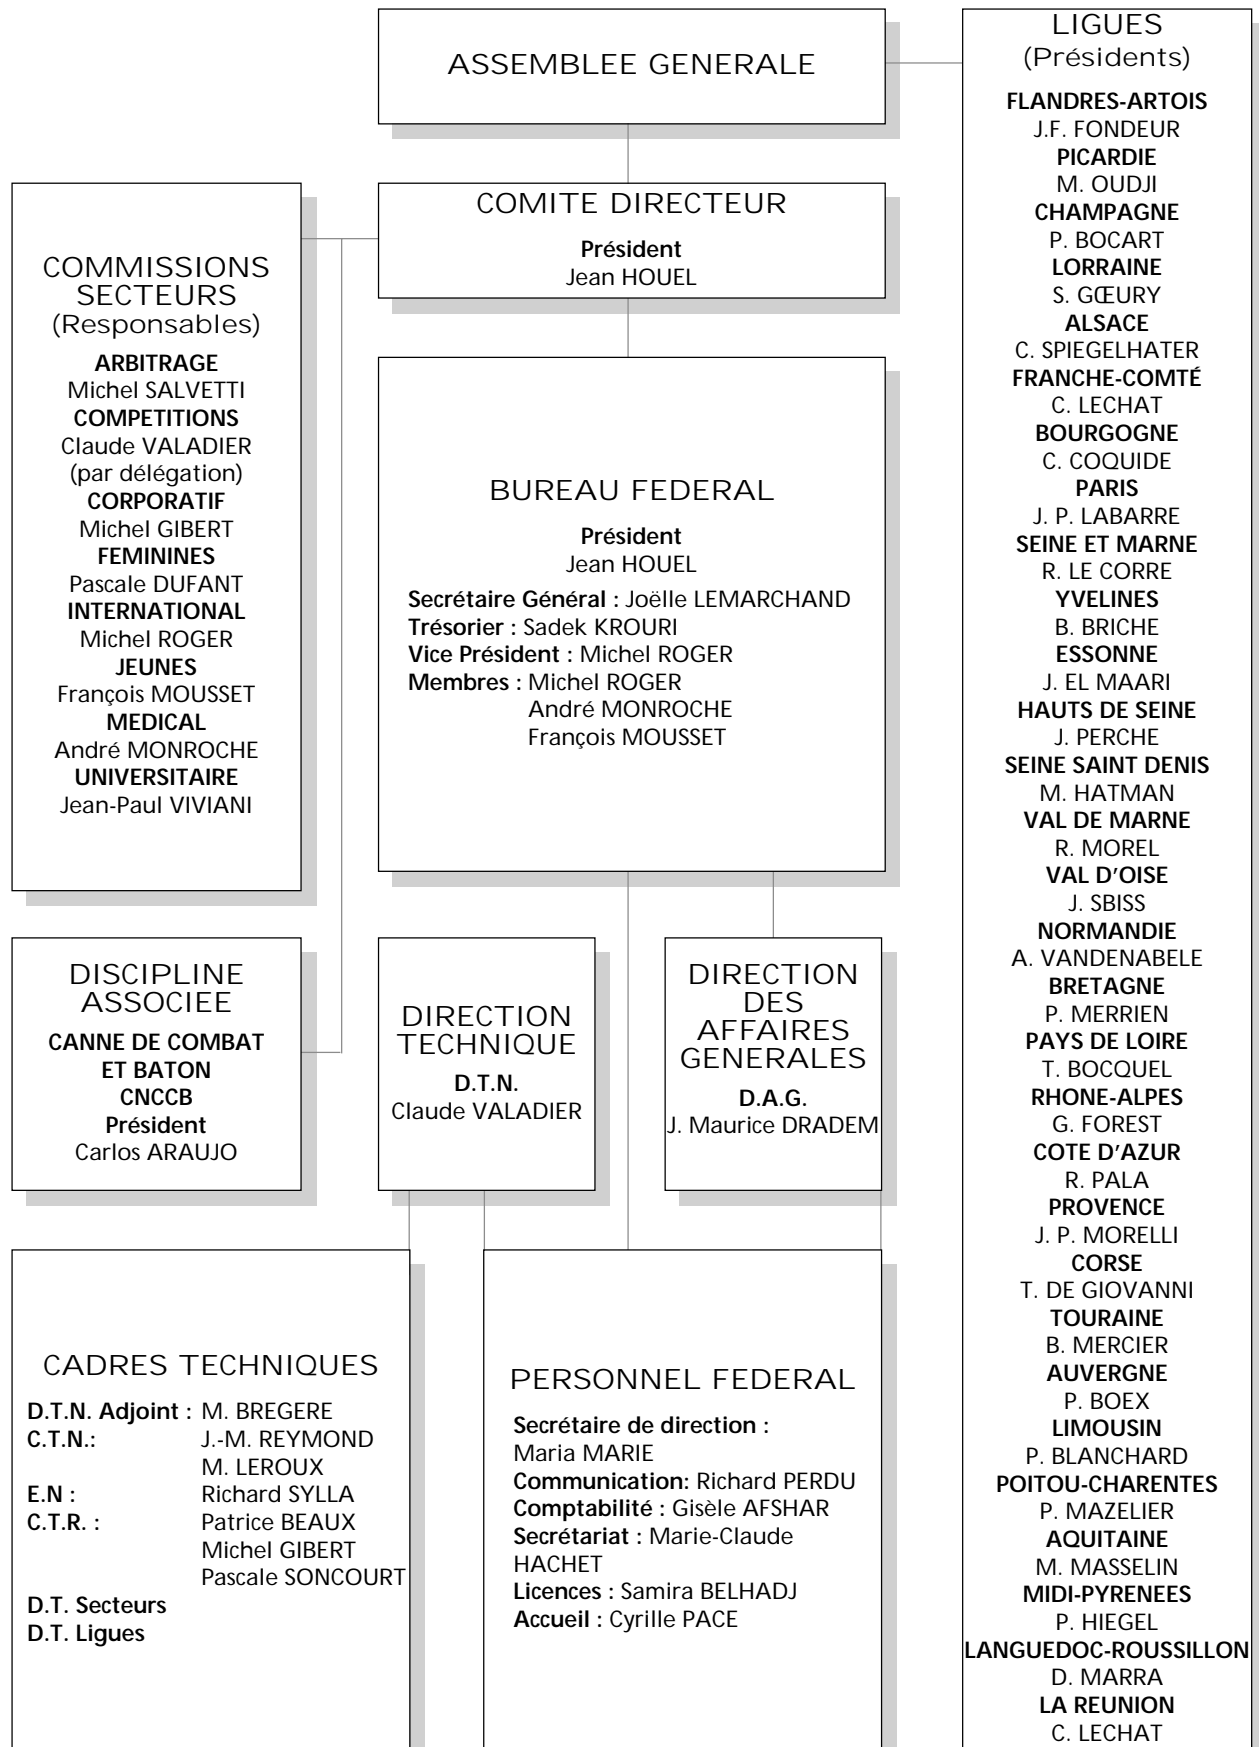 ASSEMBLEE GENERALE
COMITE DIRECTEUR
Président
Jean HOUEL
COMMISSIONS
SECTEURS
(Responsables)
ARBITRAGE
Michel SALVETTI
COMPETITIONS
Claude VALADIER
(par délégation)
CORPORATIF
Michel GIBERT
FEMININES
Pascale DUFANT
INTERNATIONAL
Michel ROGER
JEUNES
François MOUSSET
MEDICAL
André MONROCHE
UNIVERSITAIRE
Jean-Paul VIVIANI
BUREAU FEDERAL
Président
Jean HOUEL
Secrétaire Général : Joëlle LEMARCHAND
Trésorier : Sadek KROURI
Vice Président : Michel ROGER
Membres : Michel ROGER
André MONROCHE
François MOUSSET
DISCIPLINE
ASSOCIEE
CANNE DE COMBAT
ET BATON
CNCCB
Président
Carlos ARAUJO
DIRECTION
TECHNIQUE
D.T.N.
Claude VALADIER
DIRECTION
DES
AFFAIRES
GENERALES
D.A.G.
J. Maurice DRADEM
CADRES TECHNIQUES
D.T.N. Adjoint : M. BREGERE
C.T.N.: J.-M. REYMOND
M. LEROUX
E.N : Richard SYLLA
C.T.R. : Patrice BEAUX
Michel GIBERT
Pascale SONCOURT
D.T. Secteurs
D.T. Ligues
PERSONNEL FEDERAL
Secrétaire de direction :
Maria MARIE
Communication: Richard PERDU
Comptabilité : Gisèle AFSHAR
Secrétariat : Marie-Claude
HACHET
Licences : Samira BELHADJ
Accueil : Cyrille PACE
LIGUES
(Présidents)
FLANDRES-ARTOIS
J.F. FONDEUR
PICARDIE
M. OUDJI
CHAMPAGNE
P. BOCART
LORRAINE
S. GŒURY
ALSACE
C. SPIEGELHATER
FRANCHE-COMTÉ
C. LECHAT
BOURGOGNE
C. COQUIDE
PARIS
J. P. LABARRE
SEINE ET MARNE
R. LE CORRE
YVELINES
B. BRICHE
ESSONNE
J. EL MAARI
HAUTS DE SEINE
J. PERCHE
SEINE SAINT DENIS
M. HATMAN
VAL DE MARNE
R. MOREL
VAL D'OISE
J. SBISS
NORMANDIE
A. VANDENABELE
BRETAGNE
P. MERRIEN
PAYS DE LOIRE
T. BOCQUEL
RHONE-ALPES
G. FOREST
COTE D'AZUR
R. PALA
PROVENCE
J. P. MORELLI
CORSE
T. DE GIOVANNI
TOURAINE
B. MERCIER
AUVERGNE
P. BOEX
LIMOUSIN
P. BLANCHARD
POITOU-CHARENTES
P. MAZELIER
AQUITAINE
M. MASSELIN
MIDI-PYRENEES
P. HIEGEL
LANGUEDOC-ROUSSILLON
D. MARRA
LA REUNION
C. LECHAT